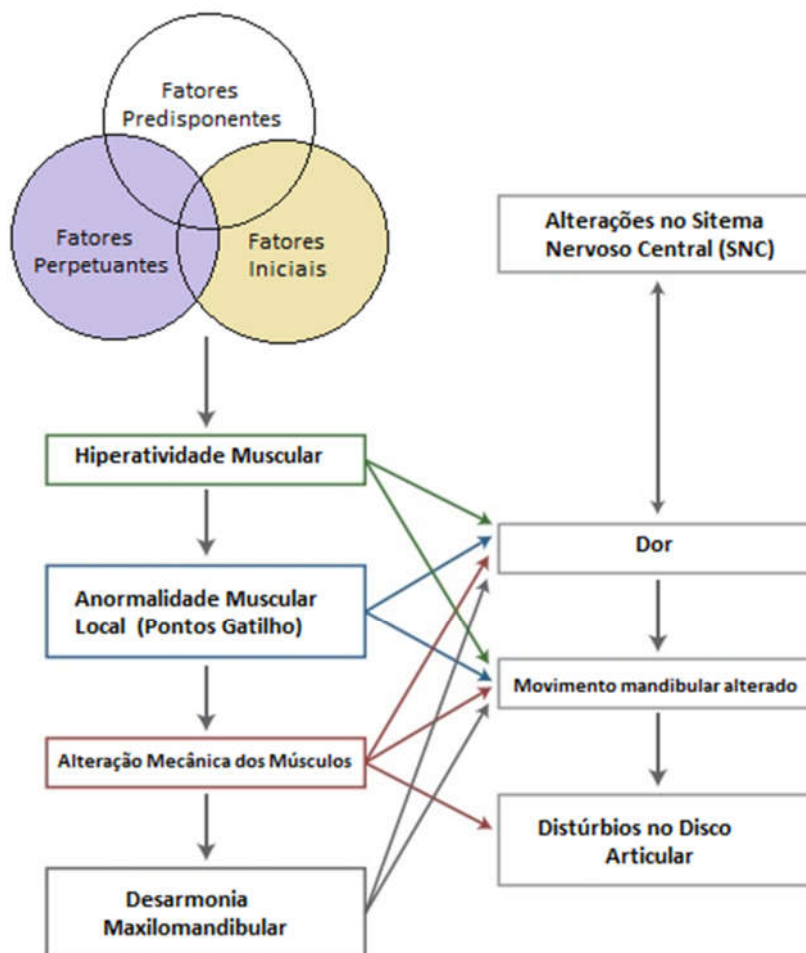 Fatores
Predisponentes
Fatores
Perpetuantes
Fatores
Iniciais
Hiperatividade Muscular
Anormalidade Muscular
Local (Pontos Gatilho)
Alteração Mecânica dos Músculos
Desarmonia
Maxilomandibular
Alterações no Sitema
Nervoso Central (SNC)
Dor
Movimento mandibular alterado
Distúrbios no Disco
Articular